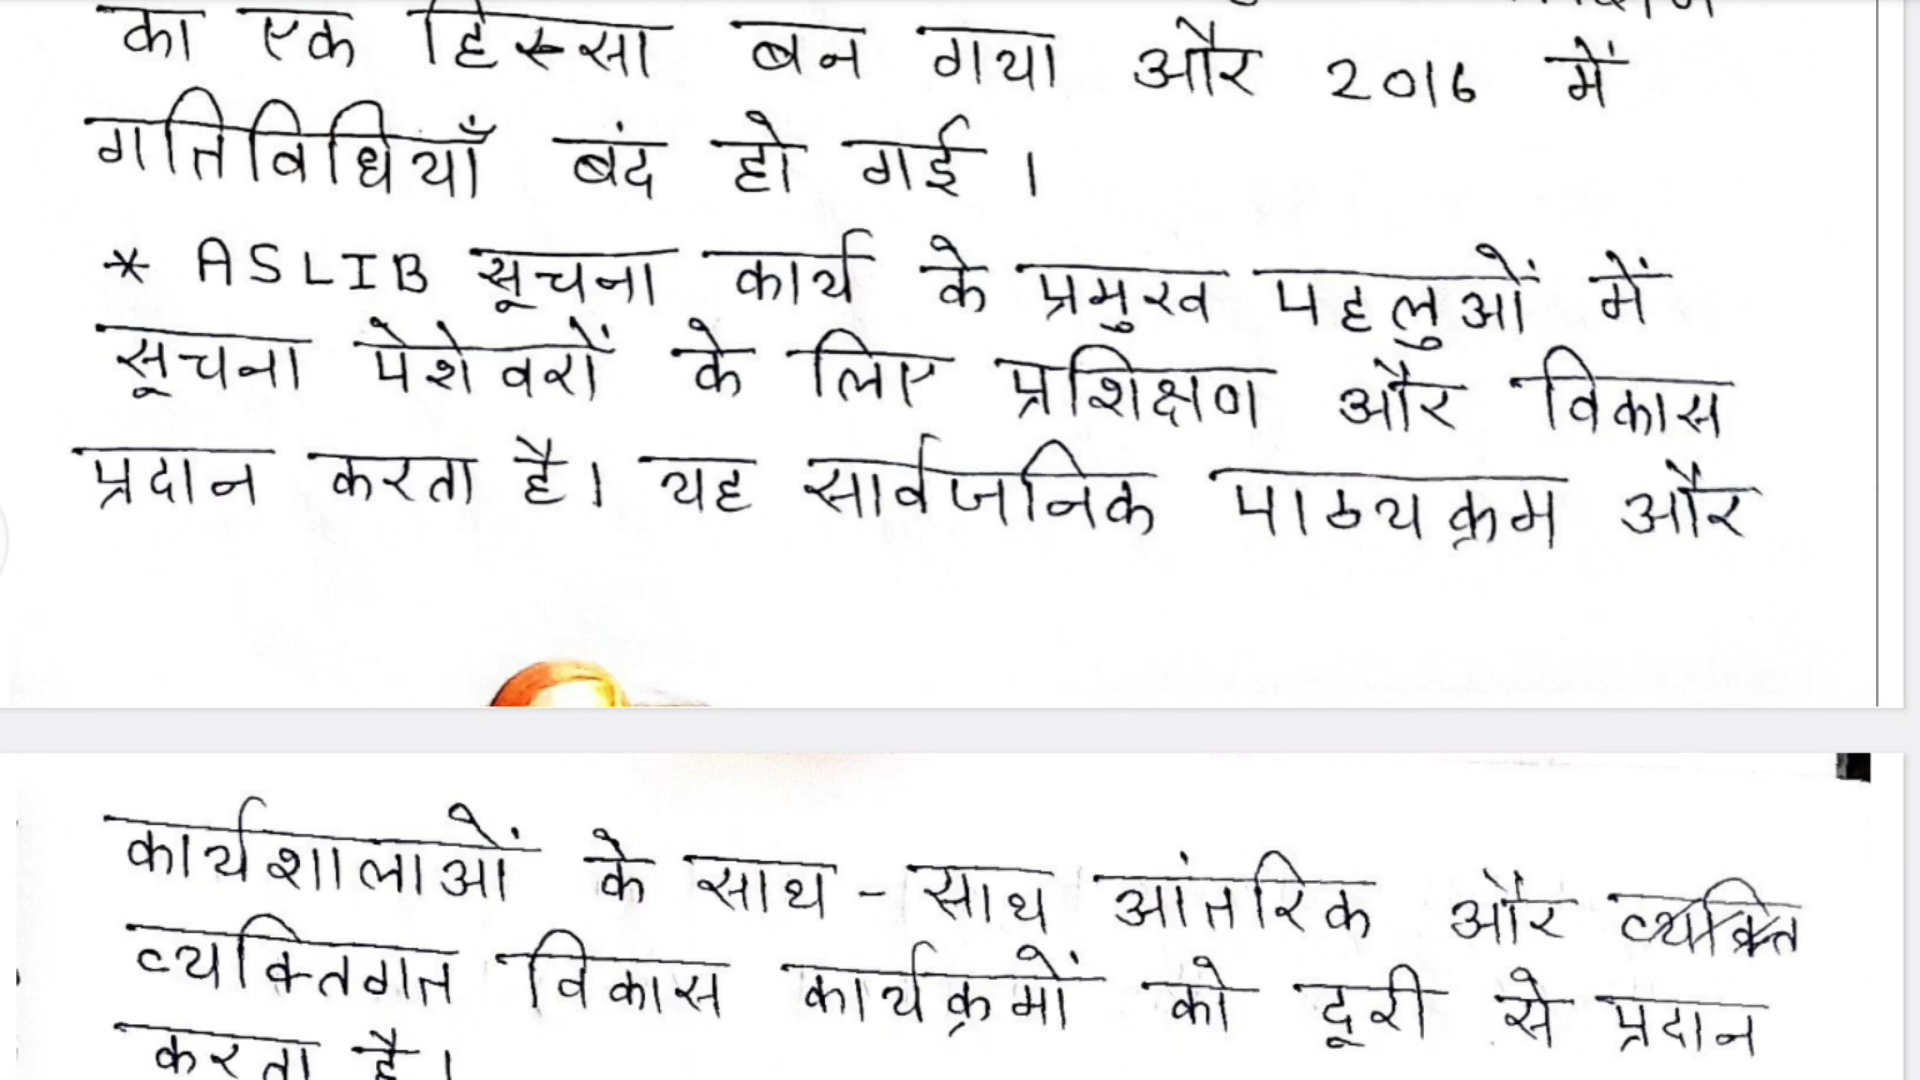 का एक हिस्सा बन गया और 2016 में
गतिविधियाँ बंद हो गई।
* ASLIB सूचना कार्य के प्रमुख पहलुओं में
सूचना पेशेवरों के लिए प्रशिक्षण और विकास
प्रदान करता है। यह सार्वजनिक पाठ्यक्रम और
कार्यशालाओं के साथ - साथ आंतरिक और
व्यक्तिगत विकास कार्यक्रमों को दूरी से प्रदान
करता है।